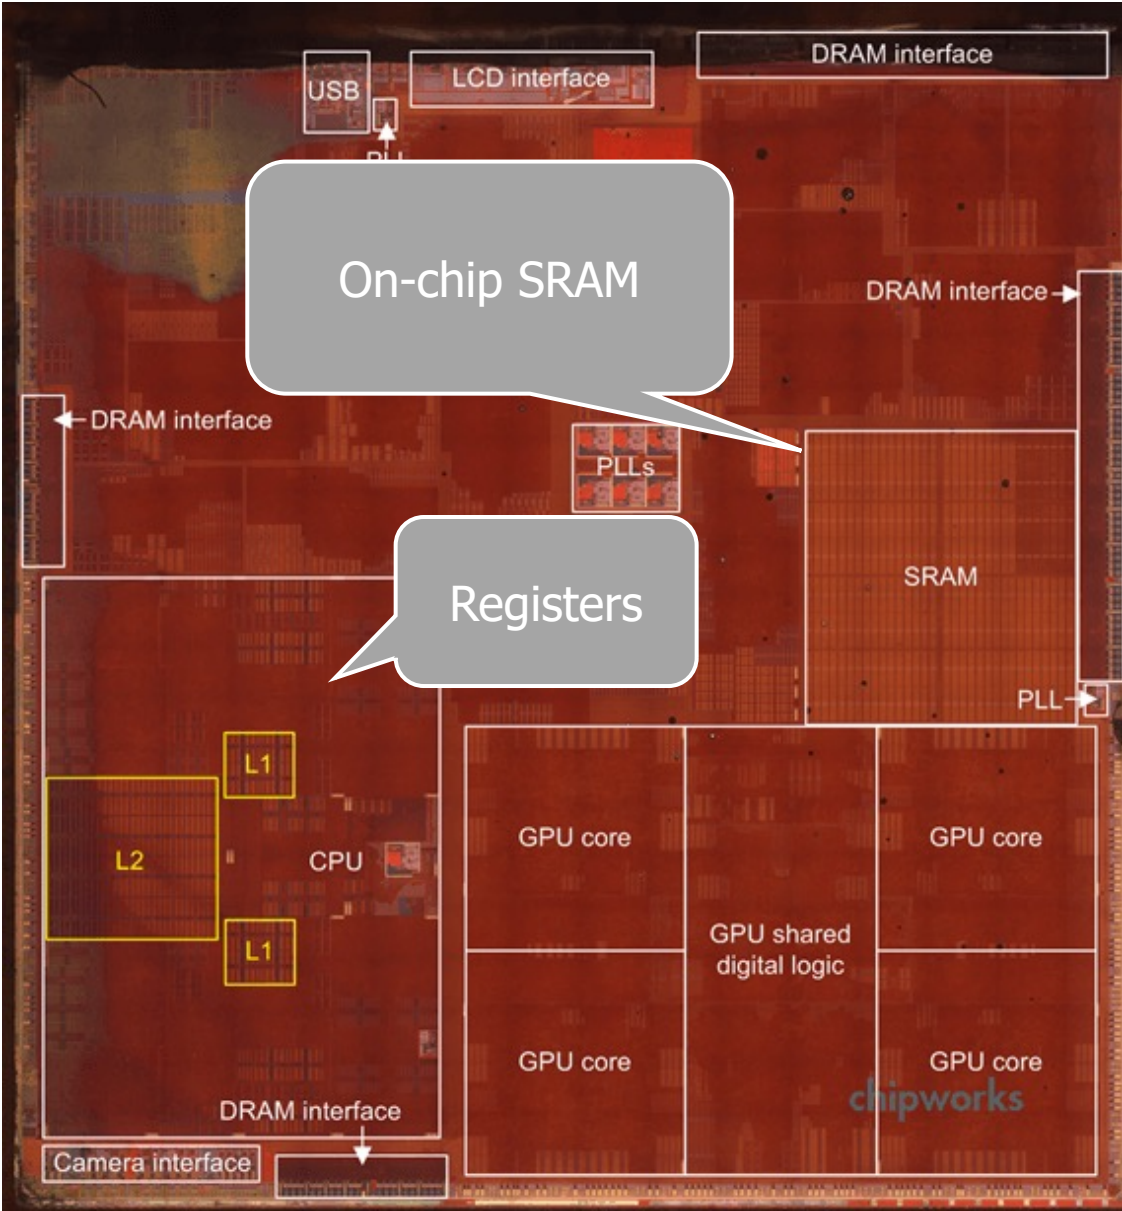 DRAM interface
LCD interface
USB
PLL
On-chip SRAM
DRAM interface
DRAM interface
PLLs
Registers
SRAM
PLL
L1
L2
CPU
L1
GPU core
GPU core
GPU shared
digital logic
GPU core
GPU core
chipworks
DRAM interface
Camera interface